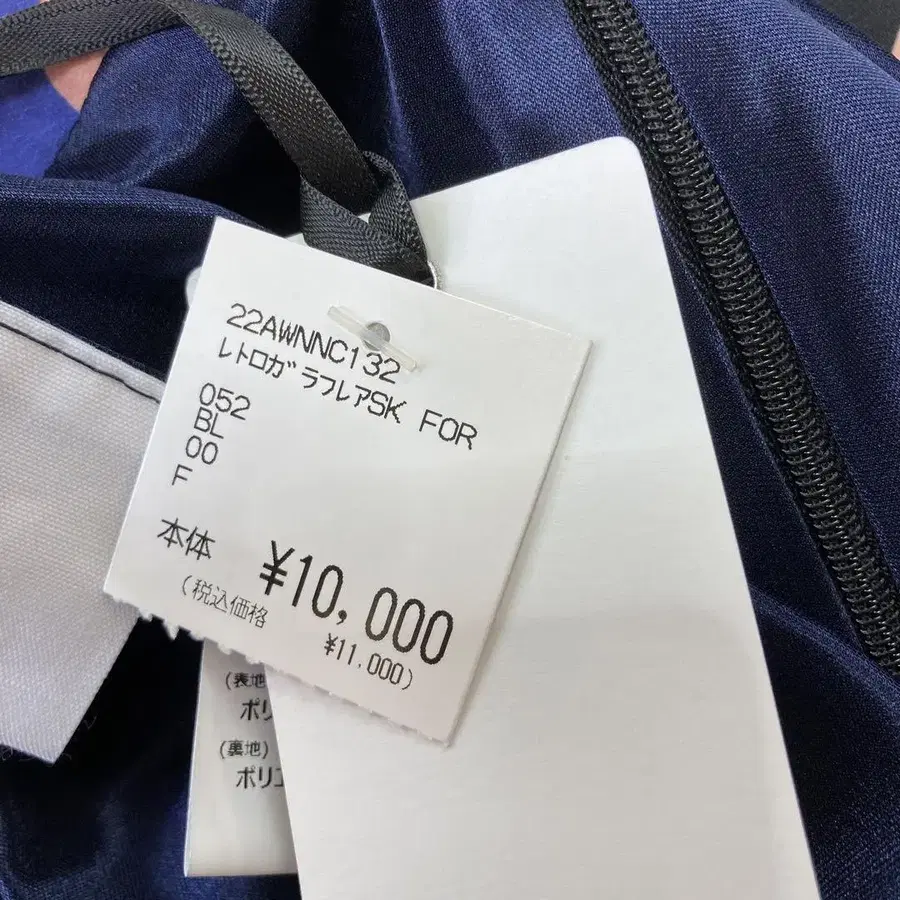 22AWNNC132
レトロガラフレアSK FOR
052
BL
00
F
本体 ¥10,000
(税込価格 ¥11,000)
(表地
ポリ
(裏地)
ポリエ